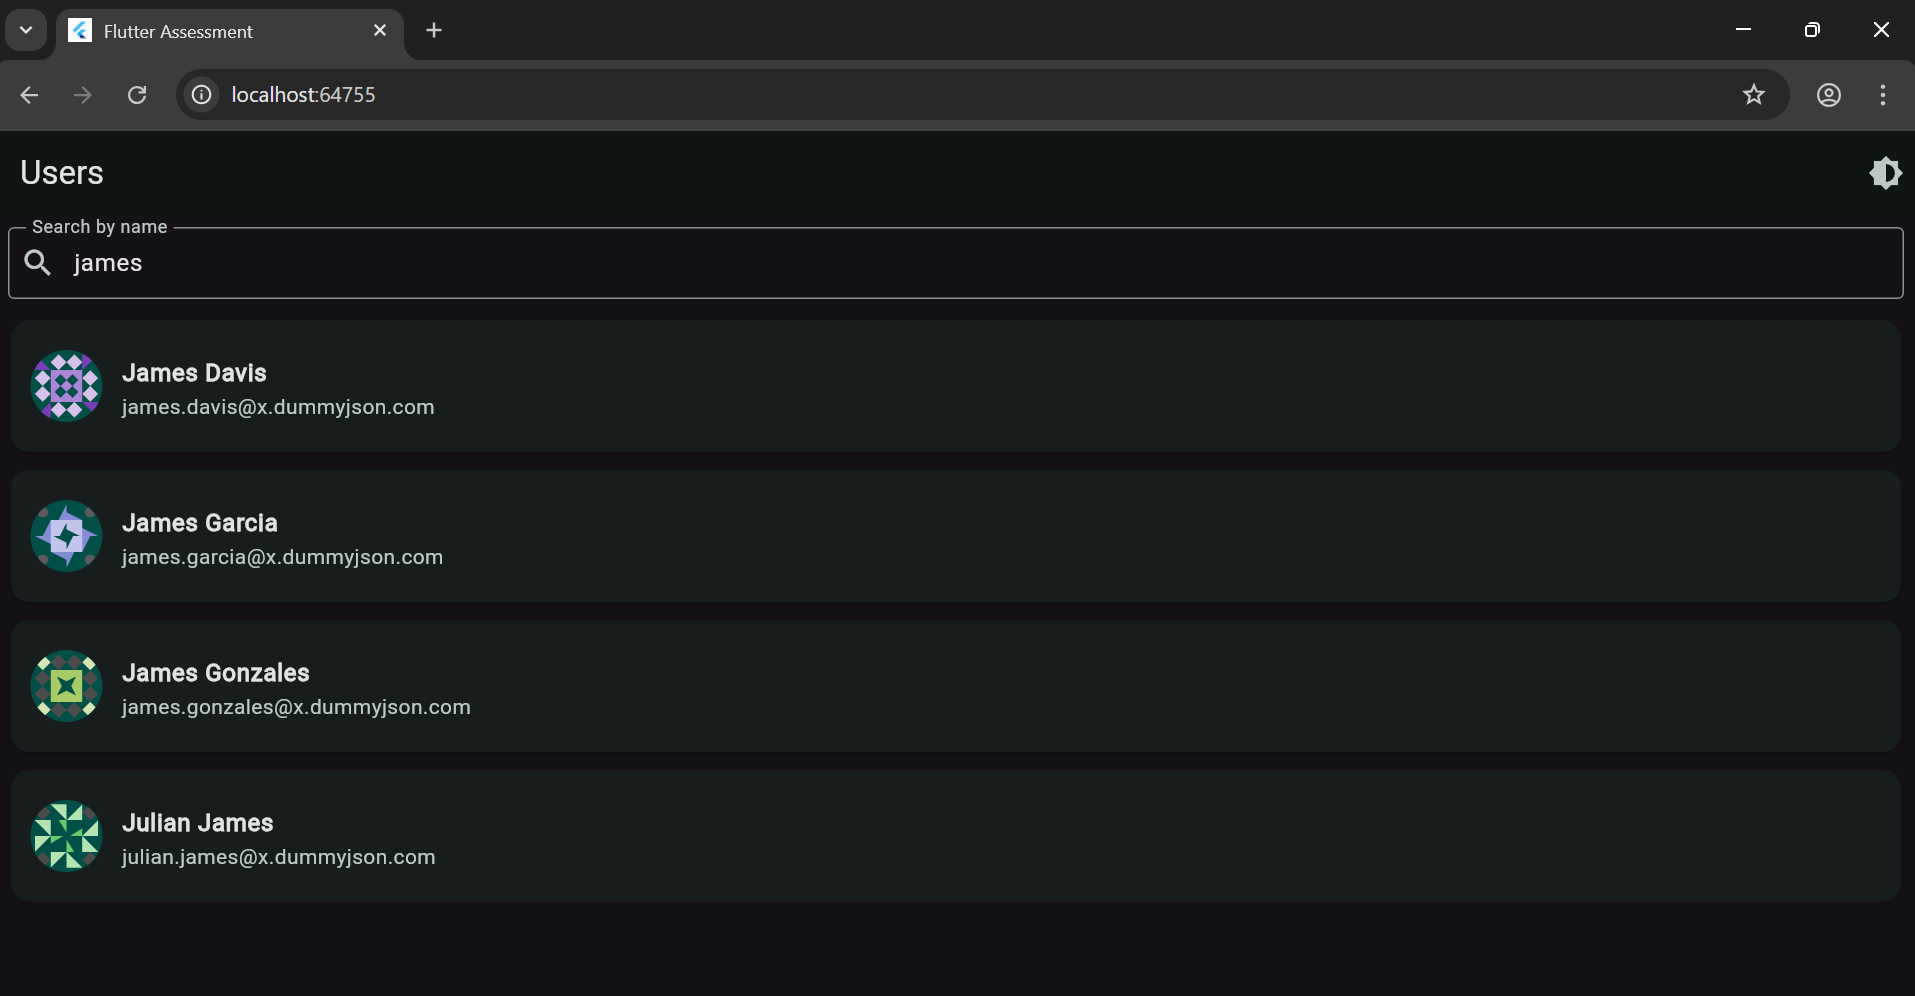 Flutter Assessment
localhost:64755
Users
Search by name
james
James Davis
james.davis@x.dummyjson.com
James Garcia
james.garcia@x.dummyjson.com
James Gonzales
james.gonzales@x.dummyjson.com
Julian James
julian.james@x.dummyjson.com